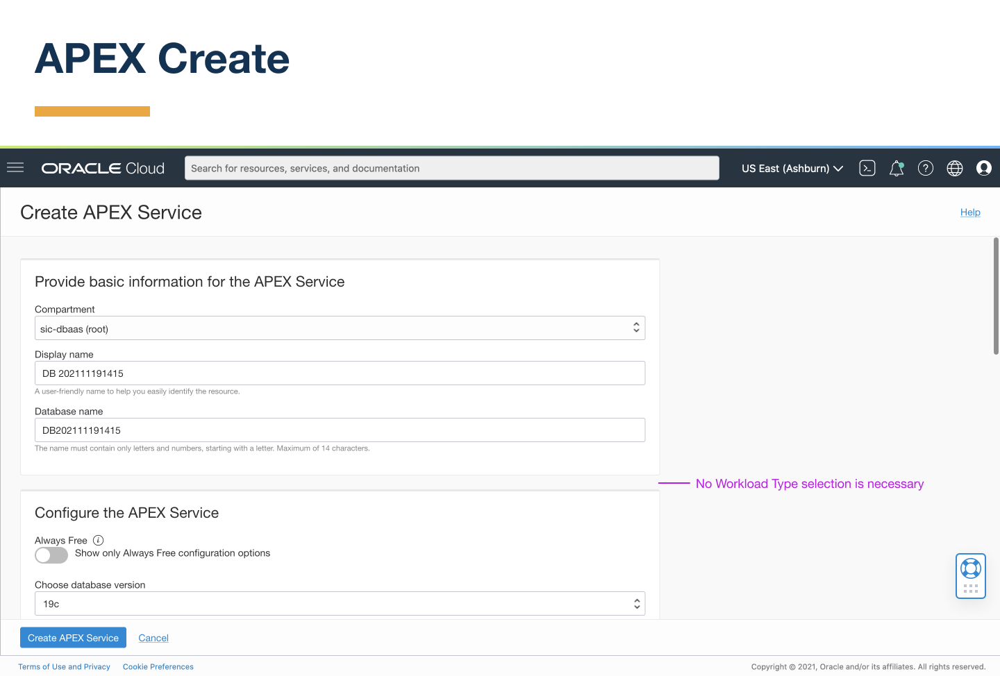 APEX Create
ORACLE Cloud
Search for resources, services, and documentation
US East (Ashburn)
Create APEX Service
Help
Provide basic information for the APEX Service
Compartment
sic-dbaas (root)
Display name
DB 202111191415
A user-friendly name to help you easily identify the resource.
Database name
DB202111191415
The name must contain only letters and numbers, starting with a letter. Maximum of 14 characters.
No Workload Type selection is necessary
Configure the APEX Service
Always Free
Show only Always Free configuration options
Choose database version
19c
Create APEX Service
Cancel
Terms of Use and Privacy
Cookie Preferences
Copyright © 2021, Oracle and/or its affiliates. All rights reserved.